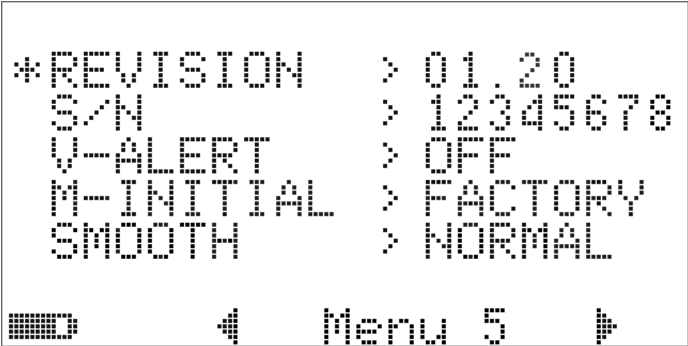 *REVISION > 01.20
S/N > 12345678
V-ALERT > OFF
M-INITIAL > FACTORY
SMOOTH > NORMAL
◀ Menu 5 ▶